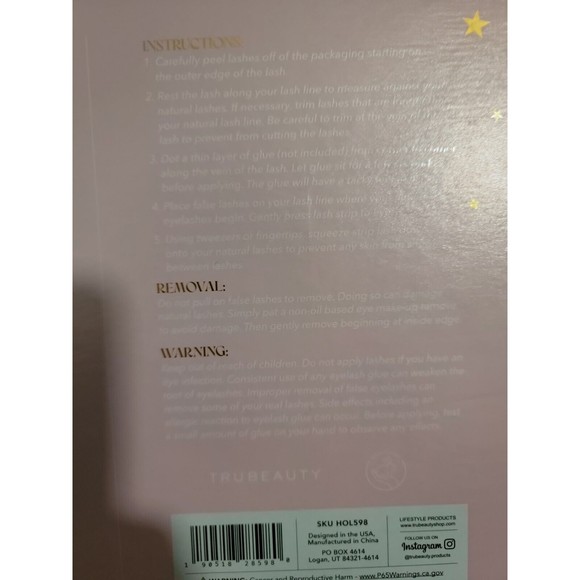 INSTRUCTIONS:
1. Carefully peel lashes off of the packaging starting on
the outer edge of the lash.
2. Rest the lash along your lash line to measure against your
natural lashes. If necessary, trim lashes that are
your natural lash line. Be careful to trim at the end of the
lash to prevent from cutting the lashes.
3. Dot a thin layer of glue (not included)
along the vein of the lash. Let glue
before applying. The glue will have a
4. Place false lashes on your lash line where
eyelashes begin. Gently press lash strip
5. Using tweezers or fingertips, squeeze strip
onto your natural lashes to prevent any
between lashes.
REMOVAL:
Do not pull on false lashes to remove. Doing so can damage
natural lashes. Simply put a non-oil based eye make-up remover
to avoid damage. Then gently remove beginning at inside edge.
WARNING:
Keep out of reach of children. Do not apply lashes if you have an
eye infection. Consistent use of any eyelash glue can weaken the
root of eyelashes. Improper removal of false eyelashes can
remove some of your real lashes. Side effects including an
allergic reaction to eyelash glue can occur. Before applying, test
a small amount of glue on your hand to observe any effects.
TRUBEAUTY
1 90518 28598 0
SKU HOL598
Designed in the USA,
Manufactured in China
PO BOX 4614
Logan, UT 84321-4614
LIFESTYLE PRODUCTS
www.trubeautyshop.com
FOLLOW US ON
Instagram
@trubeauty.products
WARNING: Cancer and Reproductive Harm - www.P65Warnings.ca.gov